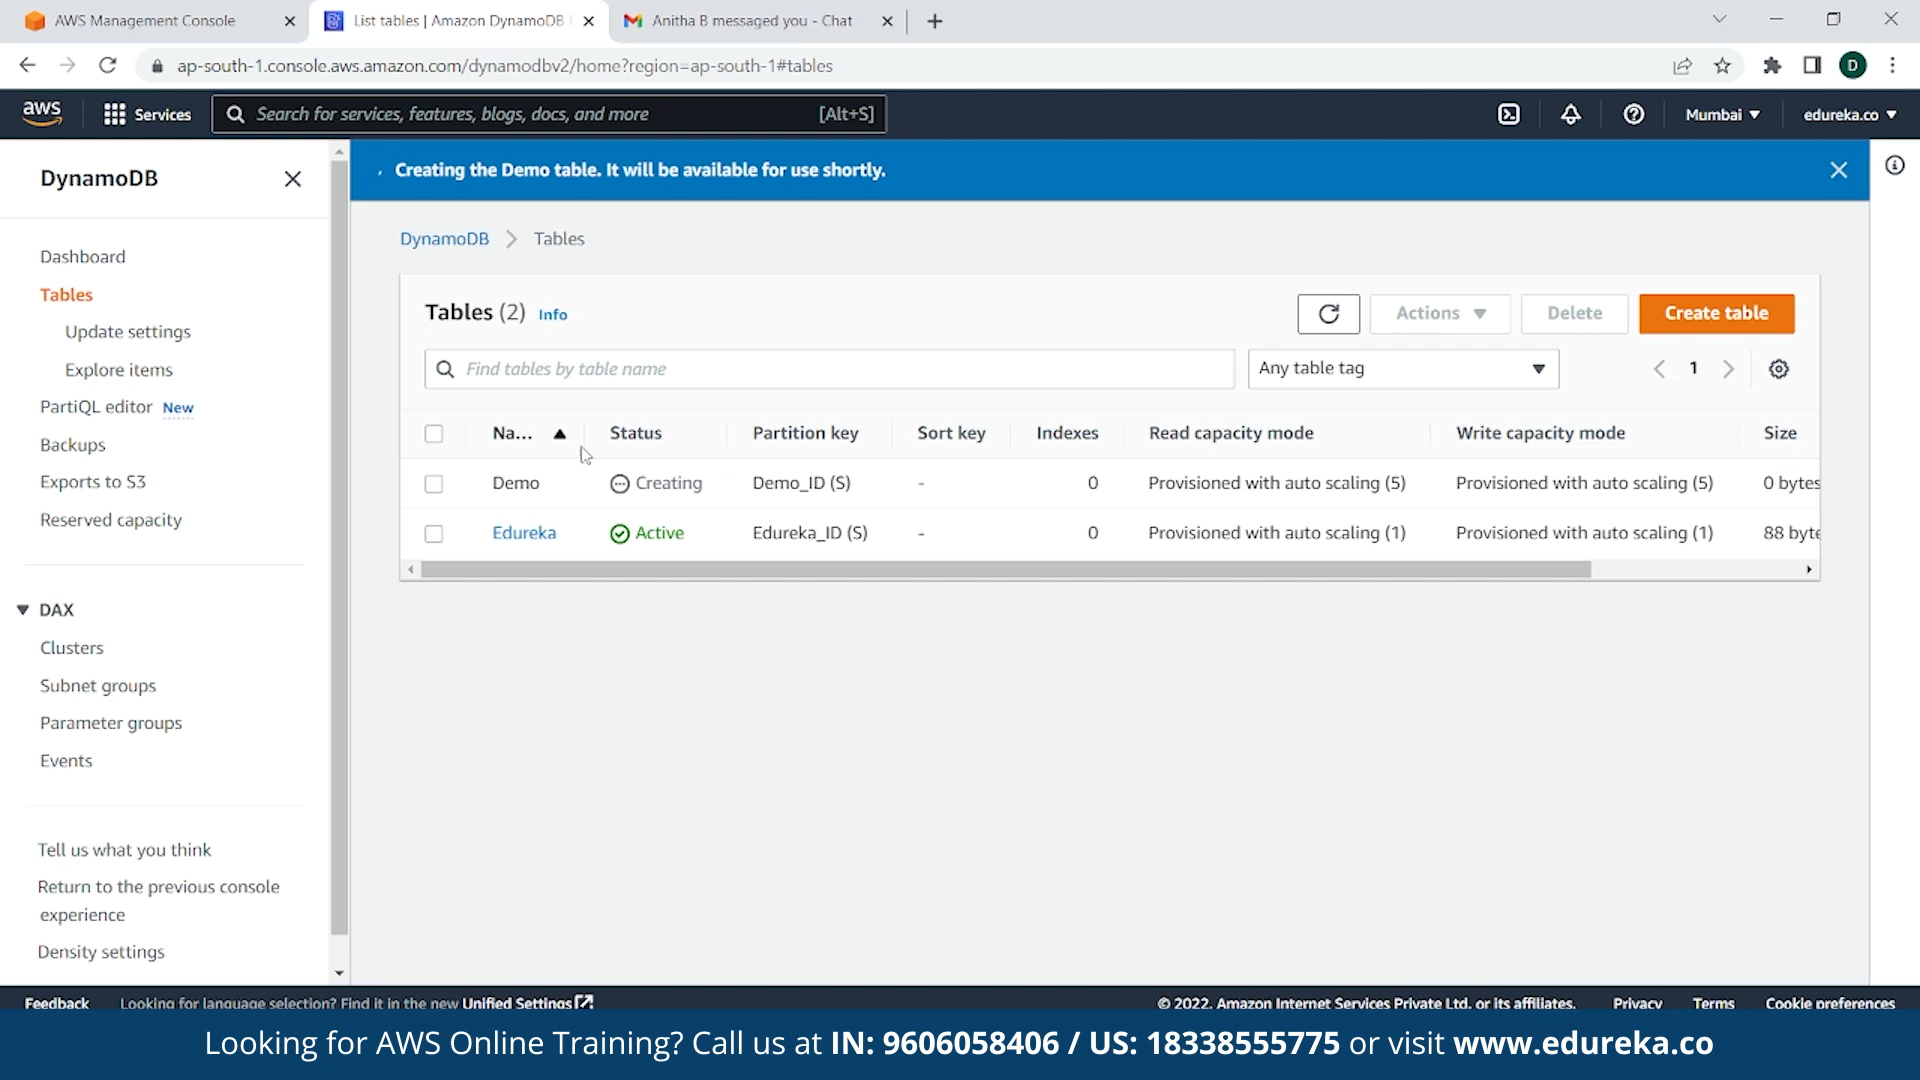 AWS Management Console
List tables | Amazon DynamoDB
Anitha B messaged you - Chat
ap-south-1.console.aws.amazon.com/dynamodbv2/home?region=ap-south-1#tables
D
aws
Services
Search for services, features, blogs, docs, and more
[Alt+S]
Mumbai
edureka.co
DynamoDB
Dashboard
Tables
Update settings
Explore items
PartiQL editor New
Backups
Exports to S3
Reserved capacity
DAX
Clusters
Subnet groups
Parameter groups
Events
Tell us what you think
Return to the previous console
experience
Density settings
Creating the Demo table. It will be available for use shortly.
DynamoDB > Tables
Tables (2) Info
Actions
Delete
Create table
Find tables by table name
Any table tag
1
Na... Status Partition key Sort key Indexes Read capacity mode Write capacity mode Size
Demo Creating Demo_ID (S) - 0 Provisioned with auto scaling (5) Provisioned with auto scaling (5) 0 bytes
Edureka Active Edureka_ID (S) - 0 Provisioned with auto scaling (1) Provisioned with auto scaling (1) 88 byte
Feedback Looking for language selection? Find it in the new Unified Settings
© 2022, Amazon Internet Services Private Ltd. or its affiliates. Privacy Terms Cookie preferences
Looking for AWS Online Training? Call us at IN: 9606058406 / US: 18338555775 or visit www.edureka.co